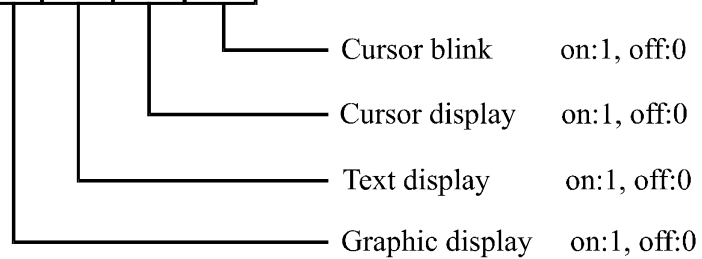 Cursor blink on:1, off:0
Cursor display on:1, off:0
Text display on:1, off:0
Graphic display on:1, off:0